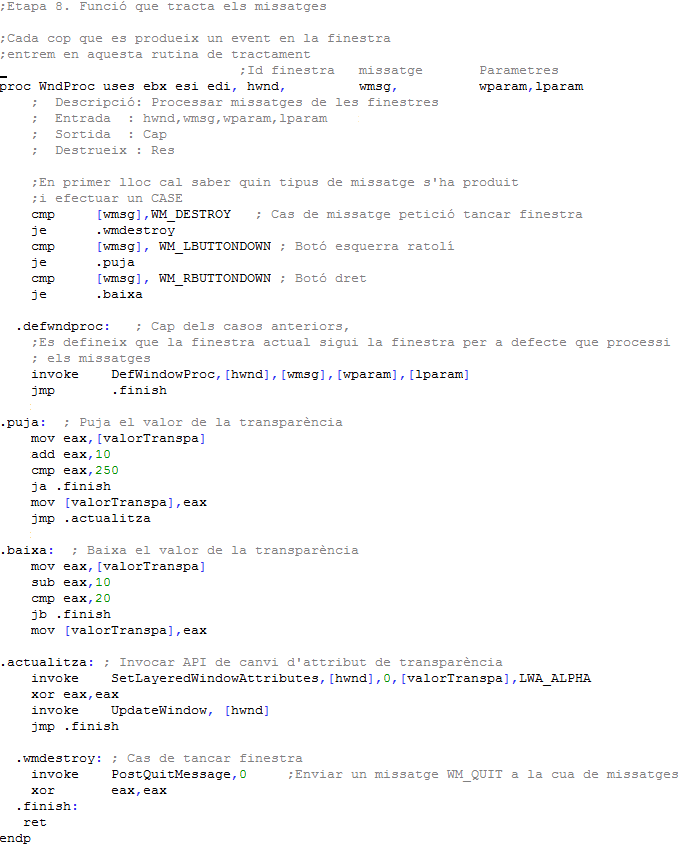 ;Etapa 8. Funció que tracta els missatges
;Cada cop que es produeix un event en la finestra
;entrem en aquesta rutina de tractament
;Id finestra   missatge       Parametres
proc WndProc uses ebx esi edi, hwnd,         wmsg,          wparam,lparam
    ;  Descripció: Processar missatges de les finestres
    ;  Entrada  : hwnd,wmsg,wparam,lparam
    ;  Sortida  : Cap
    ;  Destrueix : Res
    ;En primer lloc cal saber quin tipus de missatge s'ha produit
    ;i efectuar un CASE
    cmp     [wmsg],WM_DESTROY   ; Cas de missatge petició tancar finestra
    je      .wmdestroy
    cmp     [wmsg], WM_LBUTTONDOWN ; Botó esquerra ratolí
    je      .puja
    cmp     [wmsg], WM_RBUTTONDOWN ; Botó dret
    je      .baixa
  .defwndproc:   ; Cap dels casos anteriors,
    ;Es defineix que la finestra actual sigui la finestra per a defecte que processi
    ; els missatges
    invoke    DefWindowProc,[hwnd],[wmsg],[wparam],[lparam]
    jmp       .finish
.puja:  ; Puja el valor de la transparència
    mov eax,[valorTranspa]
    add eax,10
    cmp eax,250
    ja .finish
    mov [valorTranspa],eax
    jmp .actualitza
.baixa:  ; Baixa el valor de la transparència
    mov eax,[valorTranspa]
    sub eax,10
    cmp eax,20
    jb .finish
    mov [valorTranspa],eax
.actualitza: ; Invocar API de canvi d'attribut de transparència
    invoke    SetLayeredWindowAttributes,[hwnd],0,[valorTranspa],LWA_ALPHA
    xor eax,eax
    invoke    UpdateWindow, [hwnd]
    jmp .finish
  .wmdestroy: ; Cas de tancar finestra
    invoke    PostQuitMessage,0     ;Enviar un missatge WM_QUIT a la cua de missatges
    xor       eax,eax
  .finish:
   ret
endp